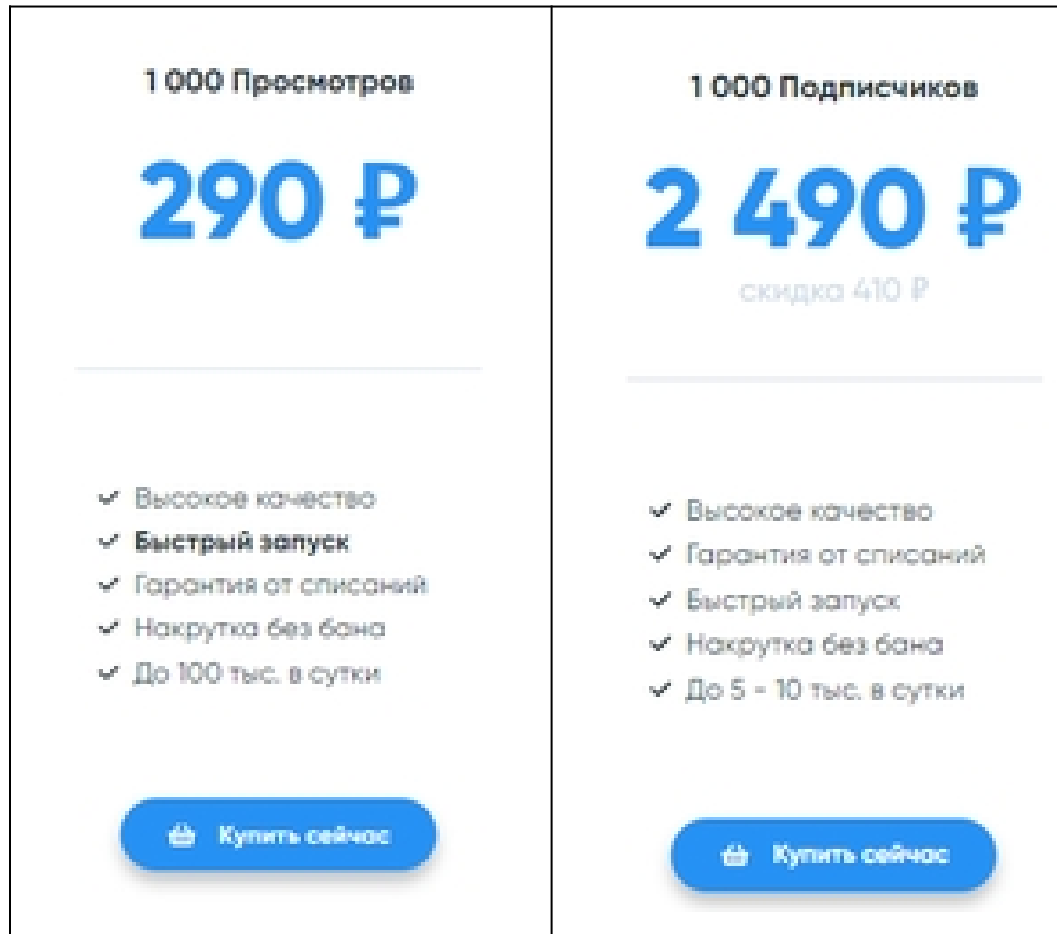 1 000 Просмотров
290 ₽
Высокое качество
Быстрый запуск
Гарантия от списаний
Накрутка без бана
До 100 тыс. в сутки
Купить сейчас
1 000 Подписчиков
2 490 ₽
скидка 410 ₽
Высокое качество
Гарантия от списаний
Быстрый запуск
Накрутка без бана
До 5 - 10 тыс. в сутки
Купить сейчас